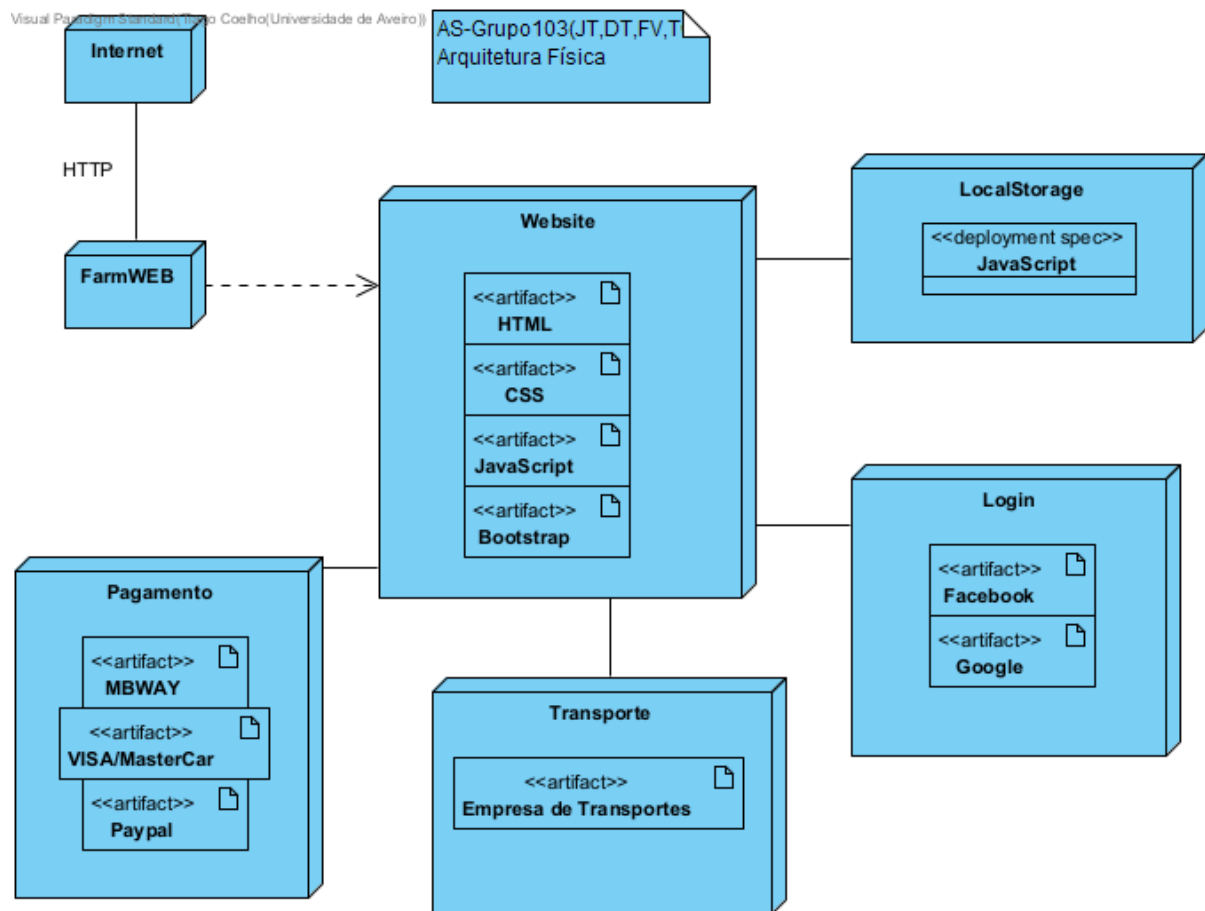 Visual Paradigm Standard(Tiago Coelho(Universidade de Aveiro))
Internet
AS-Grupo103(JT,DT,FV,T
Arquitetura Física
HTTP
FarmWEB
Website
<<artifact>>
HTML
<<artifact>>
CSS
<<artifact>>
JavaScript
<<artifact>>
Bootstrap
LocalStorage
<<deployment spec>>
JavaScript
Login
<<artifact>>
Facebook
<<artifact>>
Google
Pagamento
<<artifact>>
MBWAY
<<artifact>>
VISA/MasterCar
<<artifact>>
Paypal
Transporte
<<artifact>>
Empresa de Transportes